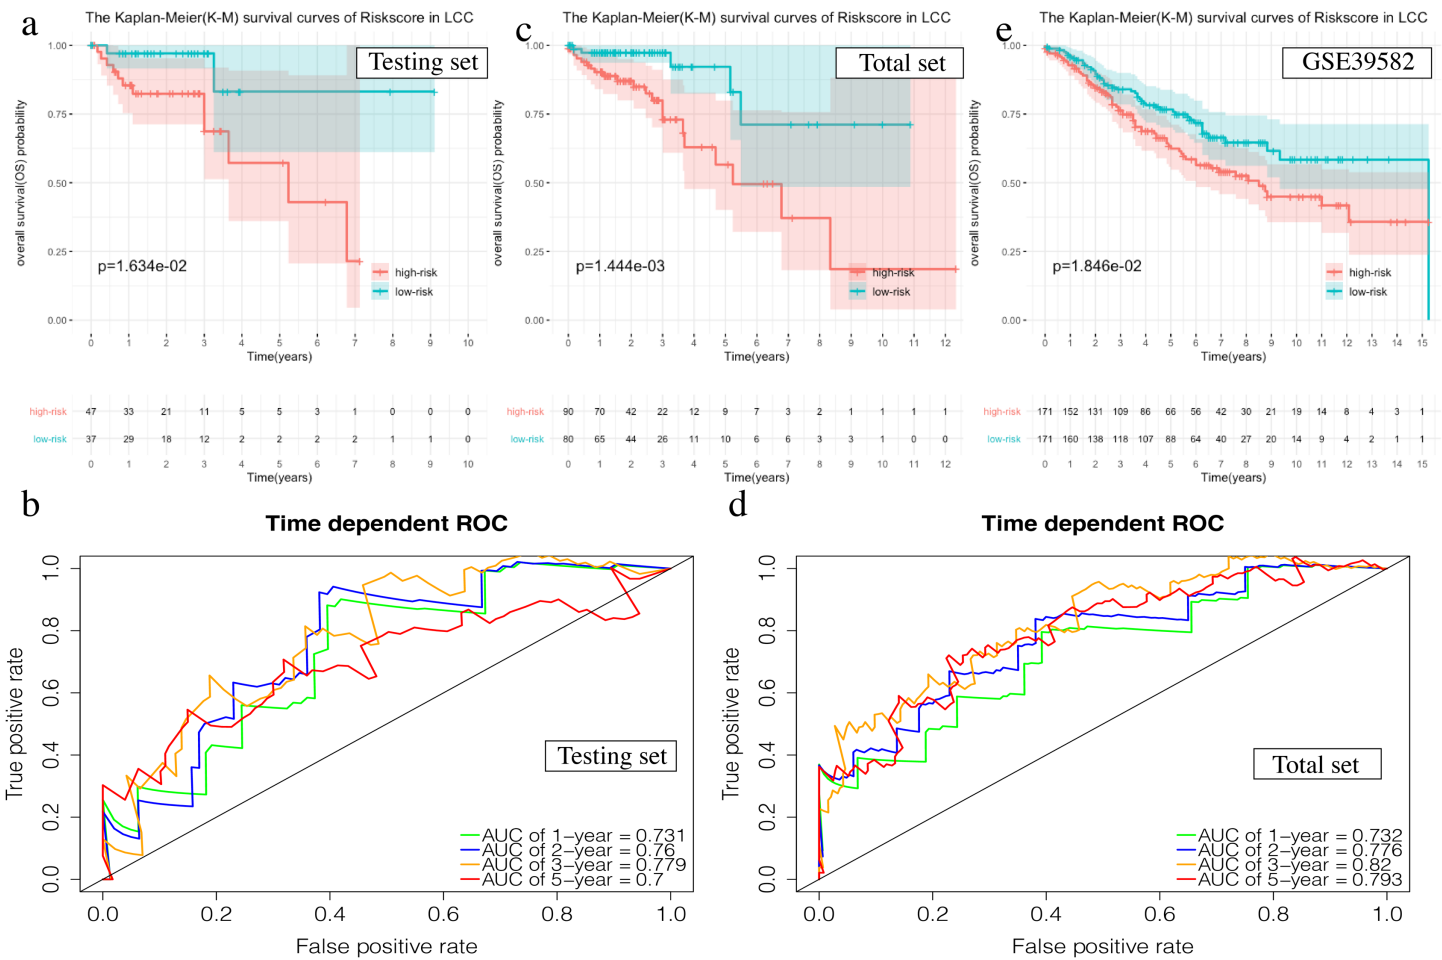 a
The Kaplan-Meier(K-M) survival curves of Riskscore in LCC
Testing set
overall survival(OS) probability
1.00
0.75
0.50
0.25
0.00
p=1.634e-02
high-risk
low-risk
0 1 2 3 4 5 6 7 8 9 10
Time(years)
high-risk 47 33 21 11 5 5 3 1 0 0 0
low-risk 37 29 18 12 2 2 2 2 1 1 0
0 1 2 3 4 5 6 7 8 9 10
Time(years)
c
The Kaplan-Meier(K-M) survival curves of Riskscore in LCC
Total set
overall survival(OS) probability
1.00
0.75
0.50
0.25
0.00
p=1.444e-03
high-risk
low-risk
0 1 2 3 4 5 6 7 8 9 10 11 12
Time(years)
high-risk 90 70 42 22 12 9 7 3 2 1 1 1 1
low-risk 80 65 44 26 11 10 6 6 3 3 1 0 0
0 1 2 3 4 5 6 7 8 9 10 11 12
Time(years)
e
The Kaplan-Meier(K-M) survival curves of Riskscore in LCC
GSE39582
overall survival(OS) probability
1.00
0.75
0.50
0.25
0.00
p=1.846e-02
high-risk
low-risk
0 1 2 3 4 5 6 7 8 9 10 11 12 13 14 15
Time(years)
high-risk 171 152 131 109 86 66 56 42 30 21 19 14 8 4 3 1
low-risk 171 160 138 118 107 88 64 40 27 20 14 9 4 2 1 1
0 1 2 3 4 5 6 7 8 9 10 11 12 13 14 15
Time(years)
b
Time dependent ROC
True positive rate
1.0
0.8
0.6
0.4
0.2
0.0
Testing set
AUC of 1-year = 0.731
AUC of 2-year = 0.76
AUC of 3-year = 0.779
AUC of 5-year = 0.7
0.0 0.2 0.4 0.6 0.8 1.0
False positive rate
d
Time dependent ROC
True positive rate
1.0
0.8
0.6
0.4
0.2
0.0
Total set
AUC of 1-year = 0.732
AUC of 2-year = 0.776
AUC of 3-year = 0.82
AUC of 5-year = 0.793
0.0 0.2 0.4 0.6 0.8 1.0
False positive rate